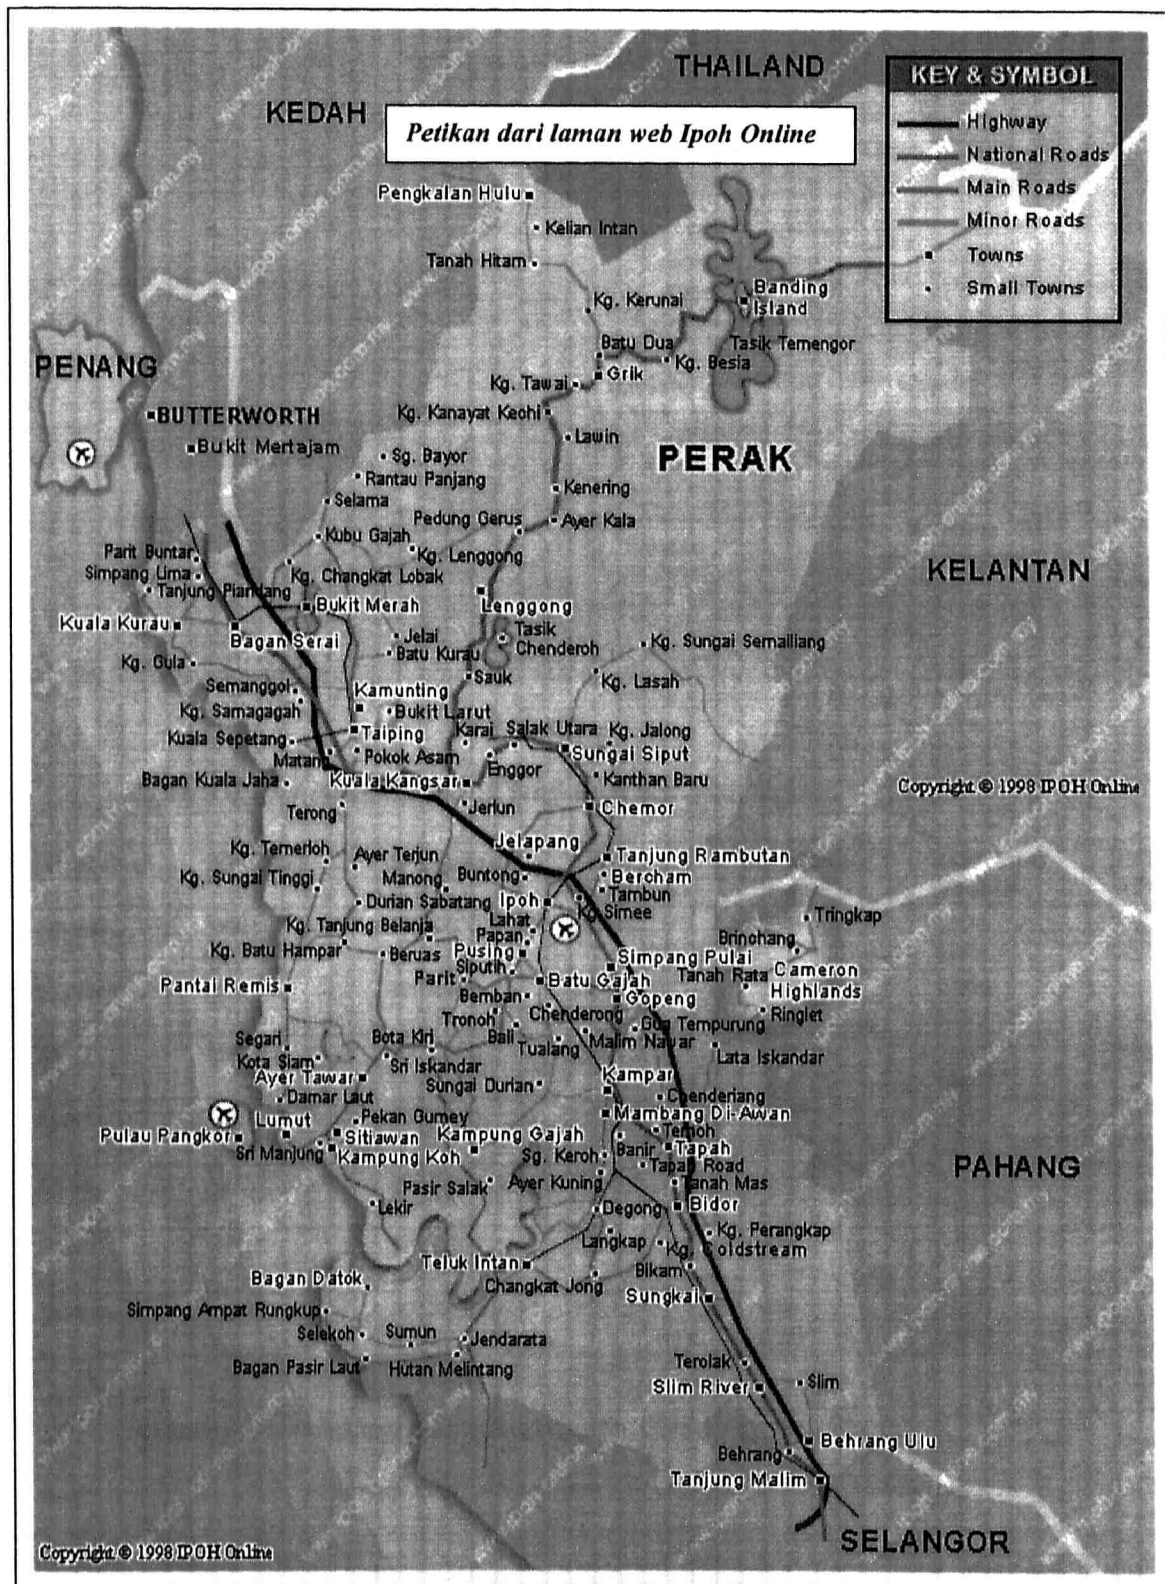 THAILAND
KEDAH
Petikan dari laman web Ipoh Online
KEY & SYMBOL
Highway
National Roads
Main Roads
Minor Roads
Towns
Small Towns
Pengkalan Hulu
Kelian Intan
Tanah Hitam
Banding
Island
Kg. Kerunai
Batu Dua
Tasik Temengor
Kg. Besia
PENANG
Grik
Kg. Tawai
BUTTERWORTH
Kg. Kanayat Keohi
Lawin
Bukit Mertajam
PERAK
Sg. Bayor
Rantau Panjang
Kenering
Selama
Pedung Gerus
Ayer Kala
Kubu Gajah
Parit Buntar
Kg. Lenggong
Simpang Lima
KELANTAN
Kg. Changkat Lobak
Tanjung Piandang
Bukit Merah
Lenggong
Kuala Kurau
Bagan Serai
Jelai
Tasik
Chenderoh
Kg. Sungai Semalliang
Batu Kurau
Kg. Gula
Sauk
Kg. Lasah
Semanggol
Kamunting
Kg. Samagagah
Bukit Larut
Kuala Sepetang
Taiping
Karai
Salak Utara
Kg. Jalong
Matang
Pokok Asam
Sungai Siput
Enggor
Bagan Kuala Jaha
Kuala Kangsar
Kanthan Baru
Copyright © 1998 IPOH Online
Terong
Jerlun
Chemor
Jelapang
Kg. Temerloh
Ayer Terjun
Tanjung Rambutan
Kg. Sungai Tinggi
Manong
Buntong
Bercham
Tambun
Durian Sabatang
Ipoh
Kg. Simee
Tringkap
Kg. Tanjung Belanja
Lahat
Papan
Brinohang
Kg. Batu Hampar
Beruas
Pusing
Simpang Pulai
Siputih
Tanah Rata
Cameron
Highlands
Pantai Remis
Parit
Batu Gajah
Bemban
Gopeng
Tronoh
Chenderong
Ringlet
Bali
Gua Tempurung
Segari
Bota Kiri
Tualang
Malim Nawar
Kota Siam
Sri Iskandar
Lata Iskandar
Ayer Tawar
Sungai Durian
Kampar
Damar Laut
Chenderiang
Lumut
Pekan Gurney
Mambang Di-Awan
Pulau Pangkor
Sitiawan
Kampung Gajah
Temoh
Sri Manjung
Kampung Koh
Sg. Keroh
Banir
Tapah
Tapah Road
PAHANG
Pasir Salak
Ayer Kuning
Tanah Mas
Lekir
Degong
Bidor
Langkap
Kg. Perangkap
Kg. Coldstream
Teluk Intan
Bikam
Bagan Datok
Changkat Jong
Sungkai
Simpang Ampat Rungkup
Selekoh
Sumun
Jendarata
Bagan Pasir Laut
Hutan Melintang
Terolak
Slim River
Slim
Behrang Ulu
Behrang
Tanjung Malim
SELANGOR
Copyright © 1998 IPOH Online